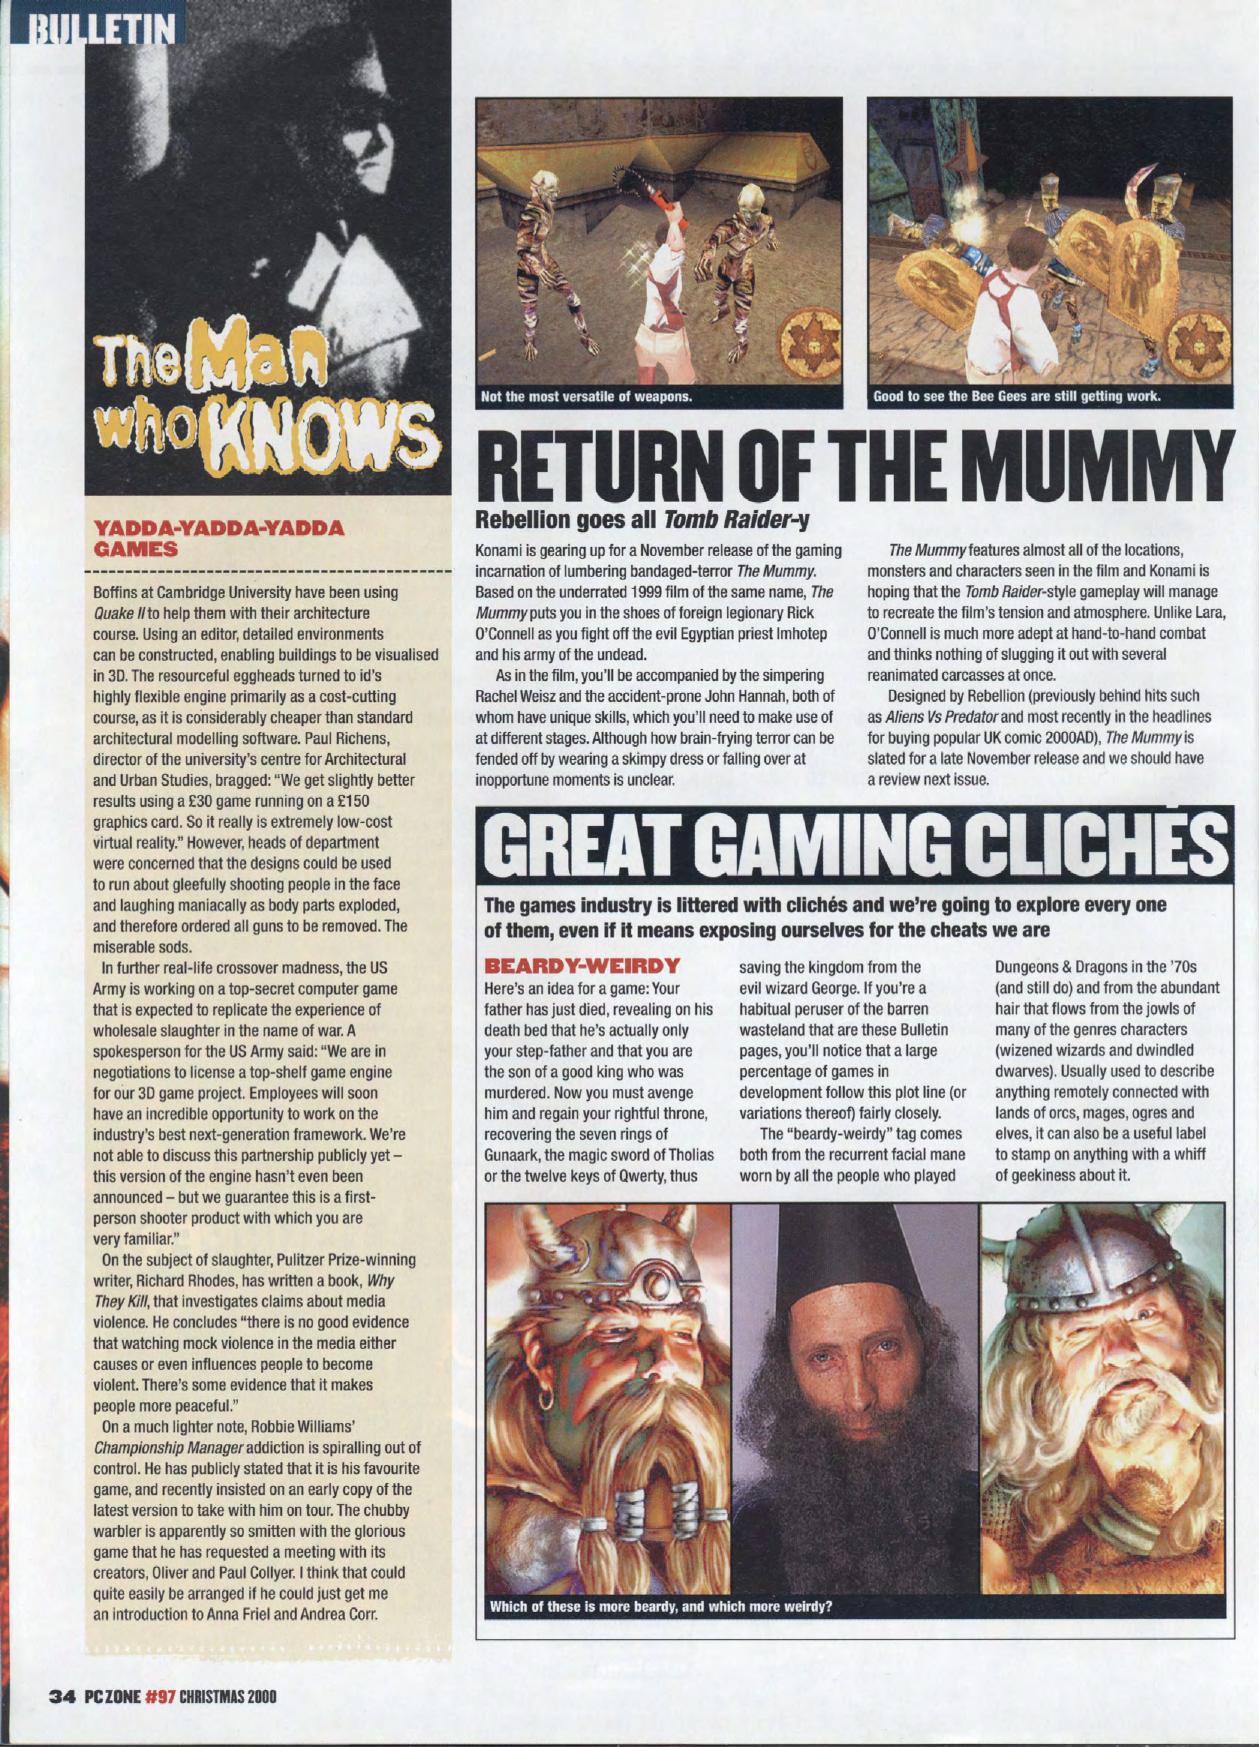 BULLETIN
The Man
who KNOWS
YADDA-YADDA-YADDA
GAMES
Boffins at Cambridge University have been using
Quake II to help them with their architecture
course. Using an editor, detailed environments
can be constructed, enabling buildings to be visualised
in 3D. The resourceful eggheads turned to id's
highly flexible engine primarily as a cost-cutting
course, as it is considerably cheaper than standard
architectural modelling software. Paul Richens,
director of the university's centre for Architectural
and Urban Studies, bragged: “We get slightly better
results using a £30 game running on a £150
graphics card. So it really is extremely low-cost
virtual reality.” However, heads of department
were concerned that the designs could be used
to run about gleefully shooting people in the face
and laughing maniacally as body parts exploded,
and therefore ordered all guns to be removed. The
miserable sods.
In further real-life crossover madness, the US
Army is working on a top-secret computer game
that is expected to replicate the experience of
wholesale slaughter in the name of war. A
spokesperson for the US Army said: “We are in
negotiations to license a top-shelf game engine
for our 3D game project. Employees will soon
have an incredible opportunity to work on the
industry's best next-generation framework. We're
not able to discuss this partnership publicly yet –
this version of the engine hasn't even been
announced – but we guarantee this is a first-
person shooter product with which you are
very familiar.”
On the subject of slaughter, Pulitzer Prize-winning
writer, Richard Rhodes, has written a book, Why
They Kill, that investigates claims about media
violence. He concludes “there is no good evidence
that watching mock violence in the media either
causes or even influences people to become
violent. There's some evidence that it makes
people more peaceful.”
On a much lighter note, Robbie Williams'
Championship Manager addiction is spiralling out of
control. He has publicly stated that it is his favourite
game, and recently insisted on an early copy of the
latest version to take with him on tour. The chubby
warbler is apparently so smitten with the glorious
game that he has requested a meeting with its
creators, Oliver and Paul Collyer. I think that could
quite easily be arranged if he could just get me
an introduction to Anna Friel and Andrea Corr.
Not the most versatile of weapons.
Good to see the Bee Gees are still getting work.
RETURN OF THE MUMMY
Rebellion goes all Tomb Raider-y
Konami is gearing up for a November release of the gaming
incarnation of lumbering bandaged-terror The Mummy.
Based on the underrated 1999 film of the same name, The
Mummy puts you in the shoes of foreign legionary Rick
O'Connell as you fight off the evil Egyptian priest Imhotep
and his army of the undead.
As in the film, you'll be accompanied by the simpering
Rachel Weisz and the accident-prone John Hannah, both of
whom have unique skills, which you'll need to make use of
at different stages. Although how brain-frying terror can be
fended off by wearing a skimpy dress or falling over at
inopportune moments is unclear.
The Mummy features almost all of the locations,
monsters and characters seen in the film and Konami is
hoping that the Tomb Raider-style gameplay will manage
to recreate the film's tension and atmosphere. Unlike Lara,
O'Connell is much more adept at hand-to-hand combat
and thinks nothing of slugging it out with several
reanimated carcasses at once.
Designed by Rebellion (previously behind hits such
as Aliens Vs Predator and most recently in the headlines
for buying popular UK comic 2000AD), The Mummy is
slated for a late November release and we should have
a review next issue.
GREAT GAMING CLICHÉS
The games industry is littered with clichés and we're going to explore every one
of them, even if it means exposing ourselves for the cheats we are
BEARDY-WEIRDY
Here's an idea for a game: Your
father has just died, revealing on his
death bed that he's actually only
your step-father and that you are
the son of a good king who was
murdered. Now you must avenge
him and regain your rightful throne,
recovering the seven rings of
Gunaark, the magic sword of Tholias
or the twelve keys of Qwerty, thus
saving the kingdom from the
evil wizard George. If you're a
habitual peruser of the barren
wasteland that are these Bulletin
pages, you'll notice that a large
percentage of games in
development follow this plot line (or
variations thereof) fairly closely.
The “beardy-weirdy” tag comes
both from the recurrent facial mane
worn by all the people who played
Dungeons & Dragons in the '70s
(and still do) and from the abundant
hair that flows from the jowls of
many of the genres characters
(wizened wizards and dwindled
dwarves). Usually used to describe
anything remotely connected with
lands of orcs, mages, ogres and
elves, it can also be a useful label
to stamp on anything with a whiff
of geekiness about it.
Which of these is more beardy, and which more weirdy?
34 PCZONE #97 CHRISTMAS 2000